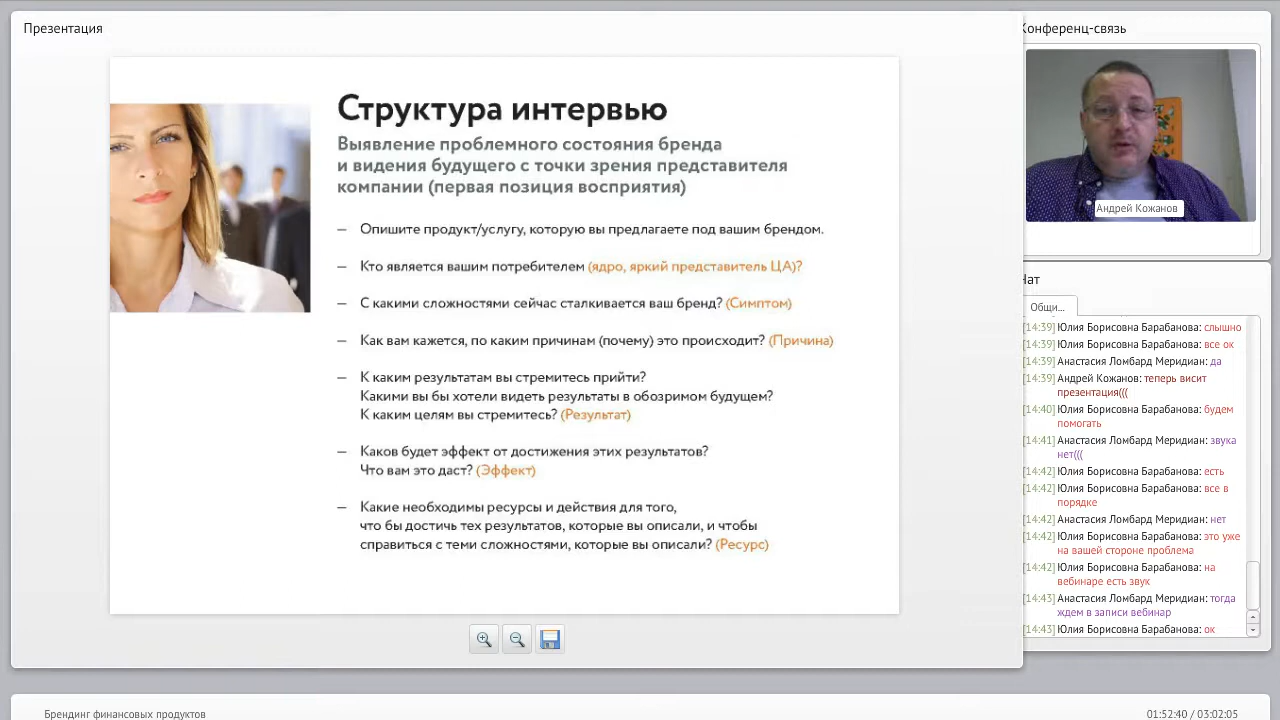 Презентация
Структура интервью
Выявление проблемного состояния бренда
и видения будущего с точки зрения представителя
компании (первая позиция восприятия)
— Опишите продукт/услугу, которую вы предлагаете под вашим брендом.
— Кто является вашим потребителем (ядро, яркий представитель ЦА)?
— С какими сложностями сейчас сталкивается ваш бренд? (Симптом)
— Как вам кажется, по каким причинам (почему) это происходит? (Причина)
— К каким результатам вы стремитесь прийти?
Какими вы бы хотели видеть результаты в обозримом будущем?
К каким целям вы стремитесь? (Результат)
— Каков будет эффект от достижения этих результатов?
Что вам это даст? (Эффект)
— Какие необходимы ресурсы и действия для того,
что бы достичь тех результатов, которые вы описали, и чтобы
справиться с теми сложностями, которые вы описали? (Ресурс)
Конференц-связь
Андрей Кожанов
Чат
Общи...
[14:39] Юлия Борисовна Барабанова: слышно
[14:39] Юлия Борисовна Барабанова: все ок
[14:39] Анастасия Ломбард Меридиан: да
[14:39] Андрей Кожанов: теперь висит
презентация(((
[14:40] Юлия Борисовна Барабанова: будем
помогать
[14:41] Анастасия Ломбард Меридиан: звука
нет(((
[14:42] Юлия Борисовна Барабанова: есть
[14:42] Юлия Борисовна Барабанова: все в
порядке
[14:42] Анастасия Ломбард Меридиан: нет
[14:42] Юлия Борисовна Барабанова: это уже
на вашей стороне проблема
[14:42] Юлия Борисовна Барабанова: на
вебинаре есть звук
[14:43] Анастасия Ломбард Меридиан: тогда
ждем в записи вебинар
[14:43] Юлия Борисовна Барабанова: ок
Брендинг финансовых продуктов
01:52:40 / 03:02:05